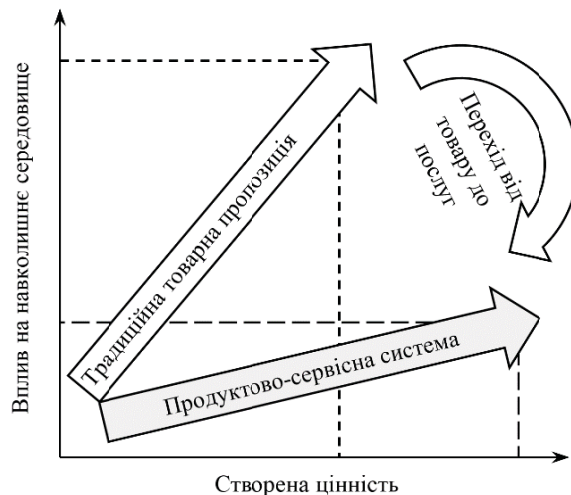 Вплив на навколишнє середовище
Традиційна товарна пропозиція
Перехід від
товару до
послуг
Продуктово-сервісна система
Створена цінність